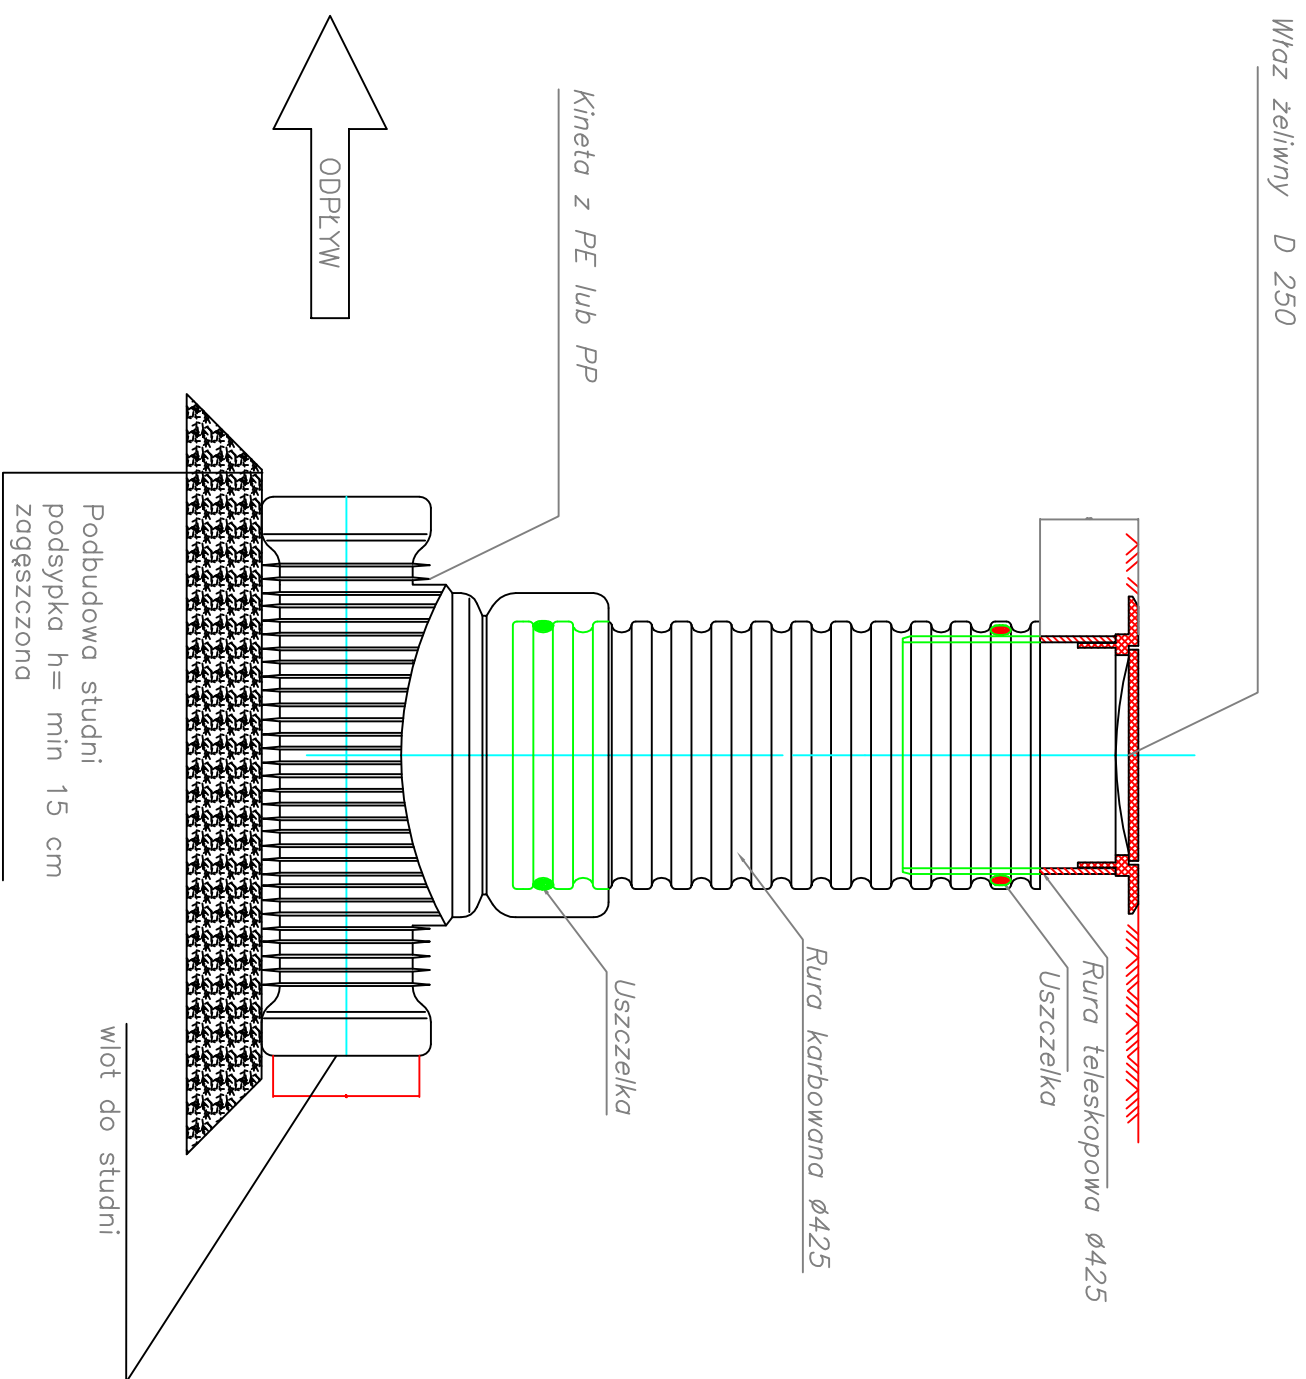 Właz żeliwny D 250
Kineta z PE lub PP
ODPŁYW
Rura teleskopowa ø425
Uszczelka
Rura karbowana ø425
Uszczelka
Podbudowa studni
podsypka h= min 15 cm
zagęszczona
wlot do studni